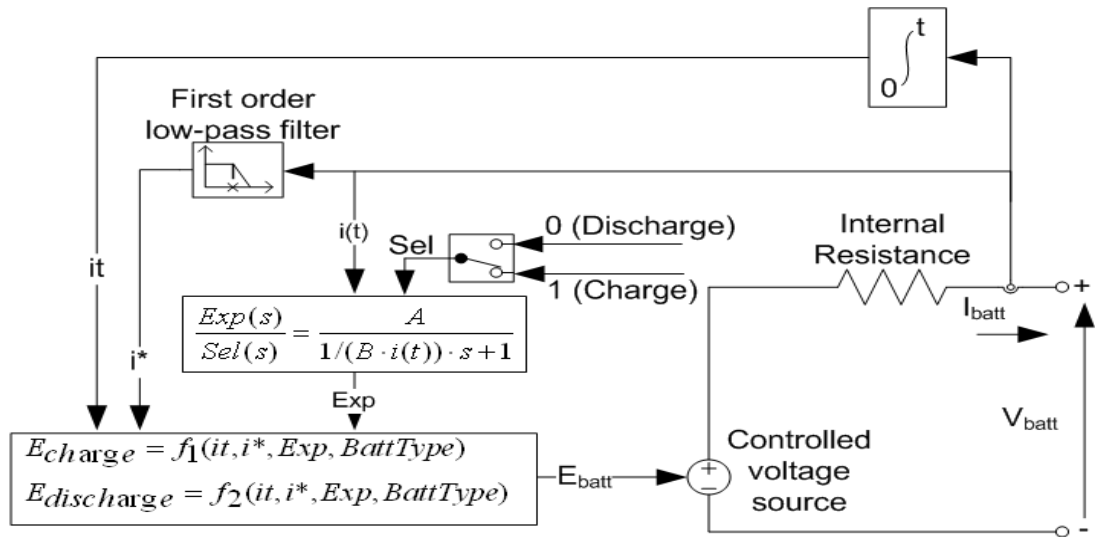 t
0
First order
low-pass filter
i(t)
Sel
0 (Discharge)
1 (Charge)
Internal
Resistance
it
i*
Exp(s)/Sel(s) = A/(1/(B · i(t)) · s + 1)
+
I_batt
Exp
V_batt
E_charge = f_1(it, i*, Exp, BattType)
E_discharge = f_2(it, i*, Exp, BattType)
E_batt
+
−
Controlled
voltage
source
-